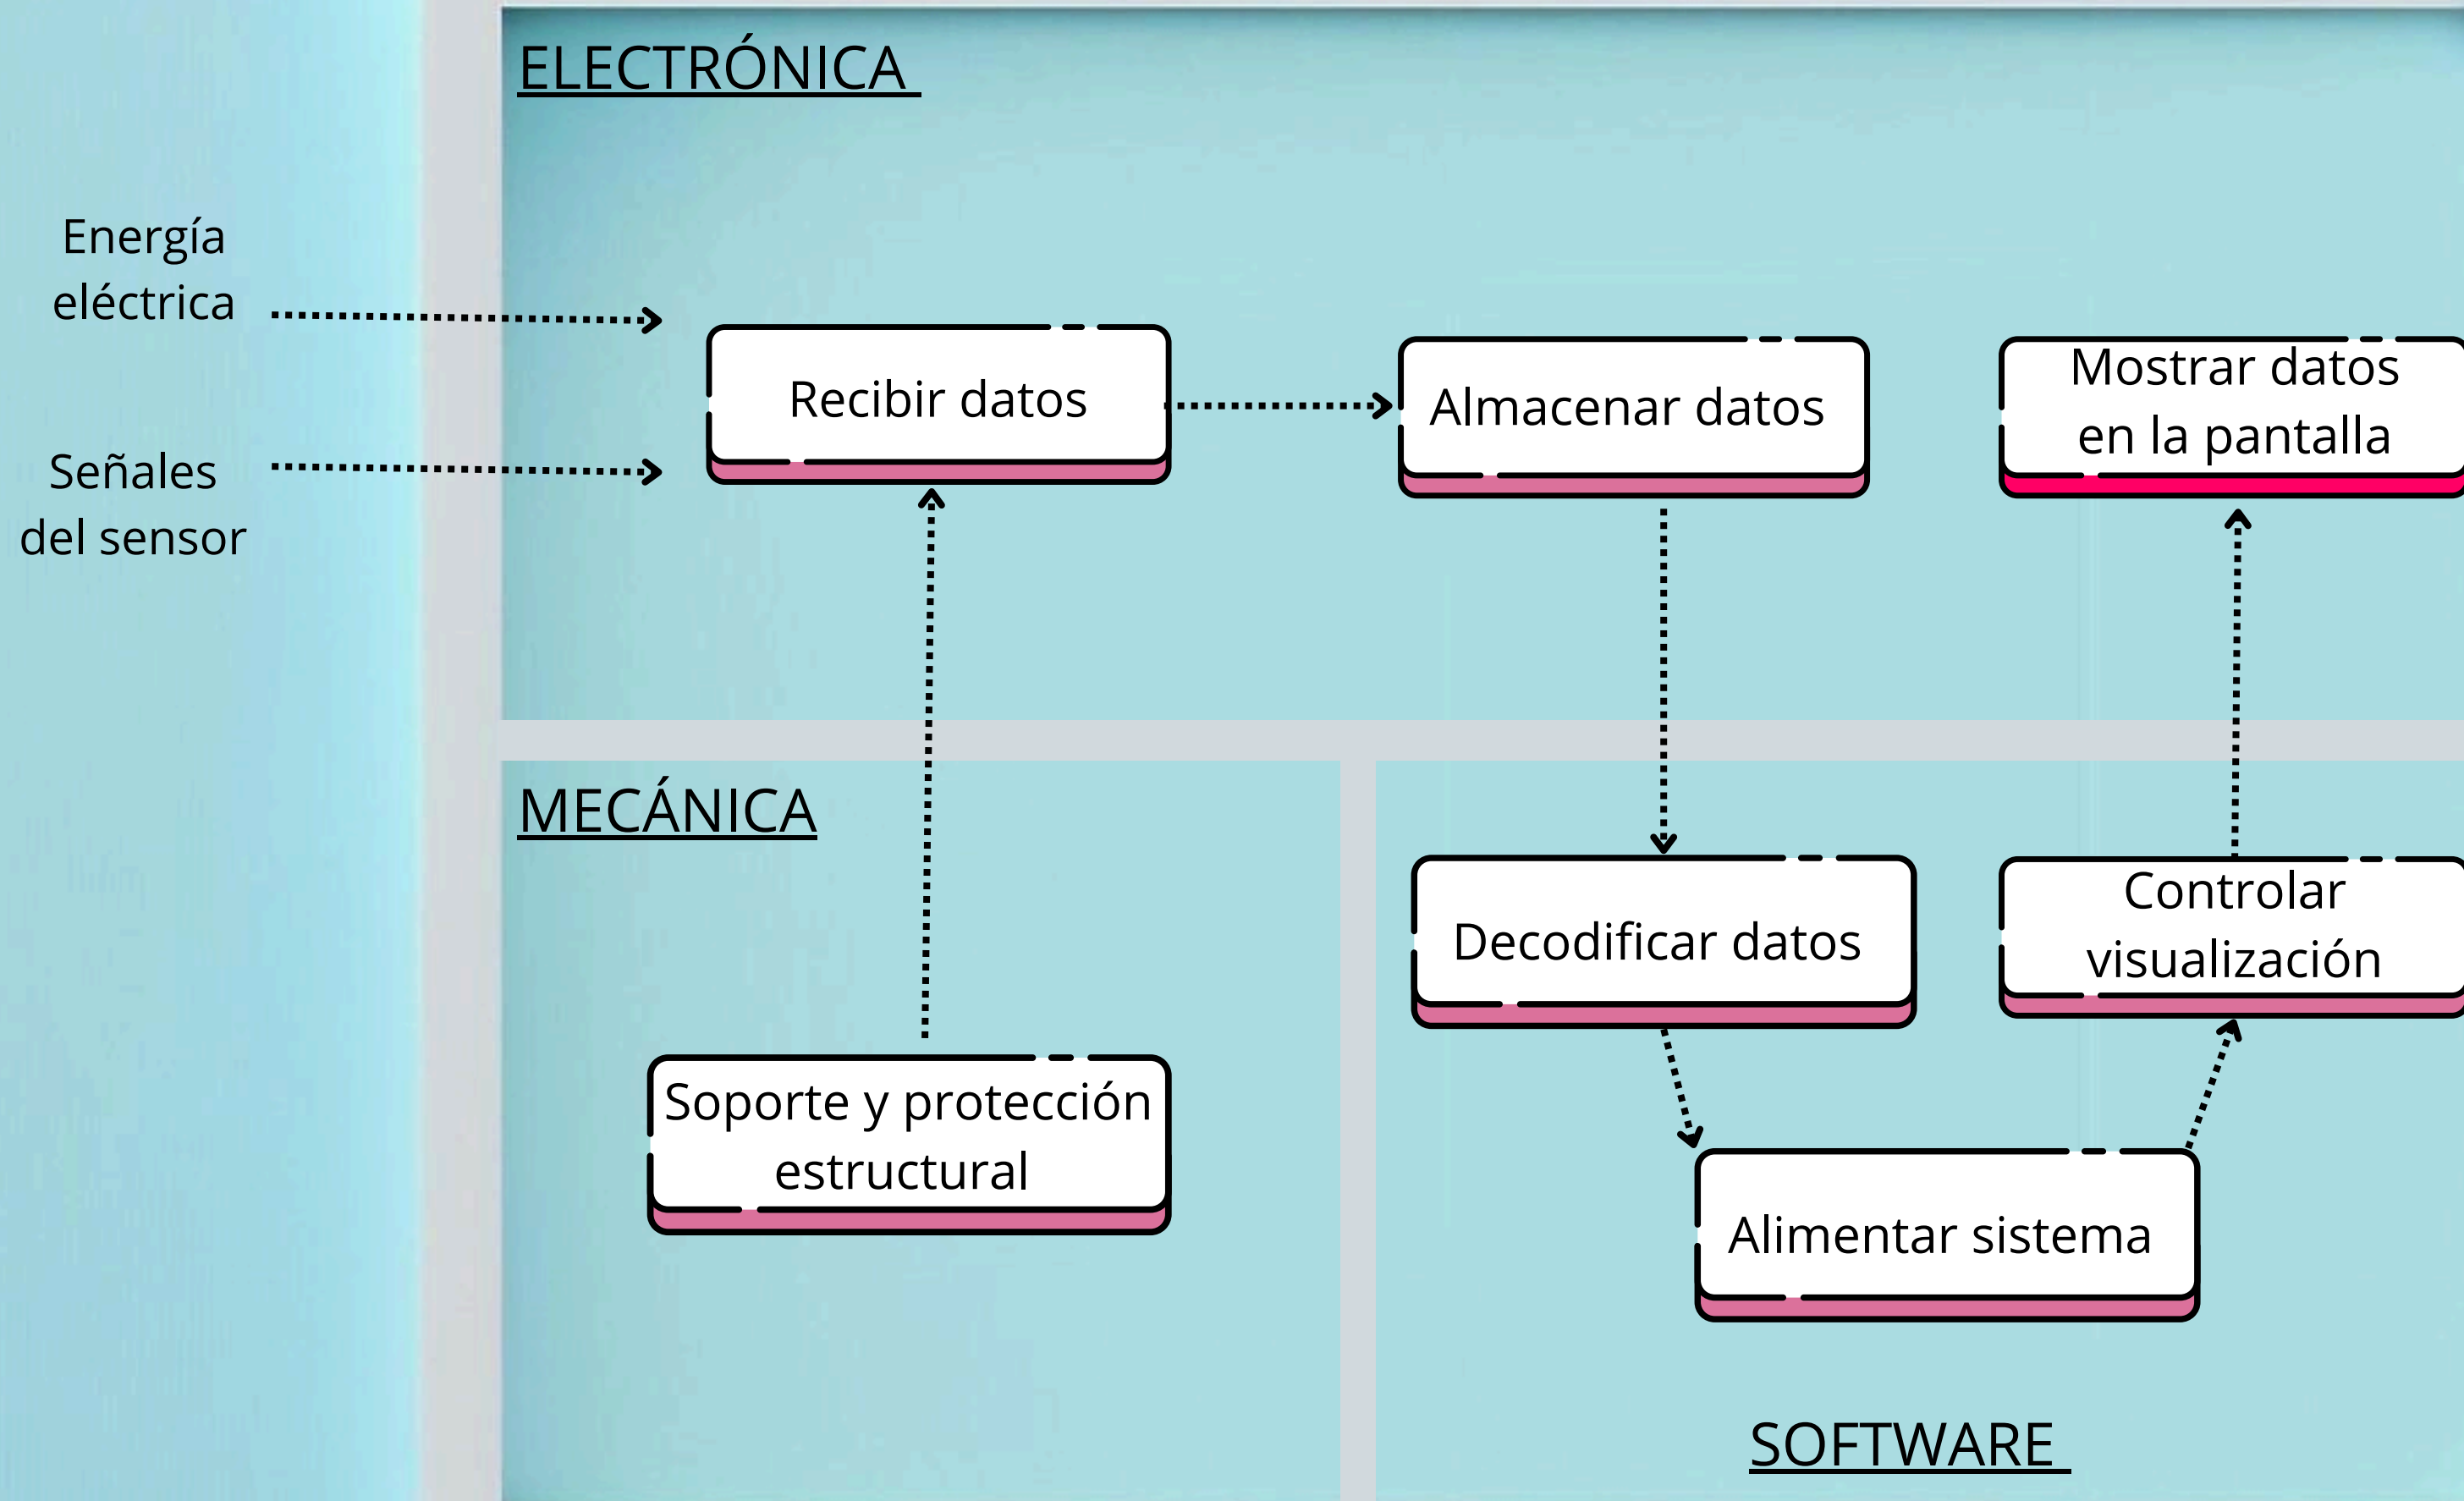 ELECTRÓNICA
Energía
eléctrica
Señales
del sensor
Recibir datos
Almacenar datos
Mostrar datos
en la pantalla
MECÁNICA
Soporte y protección
estructural
Decodificar datos
Controlar
visualización
Alimentar sistema
SOFTWARE